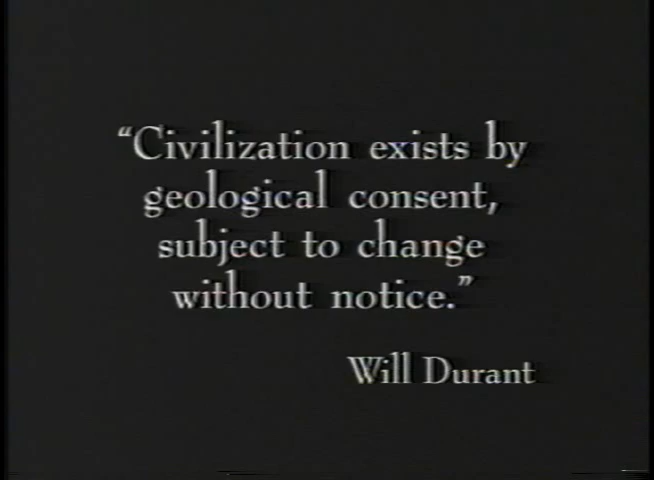 “Civilization exists by
geological consent,
subject to change
without notice.”
Will Durant